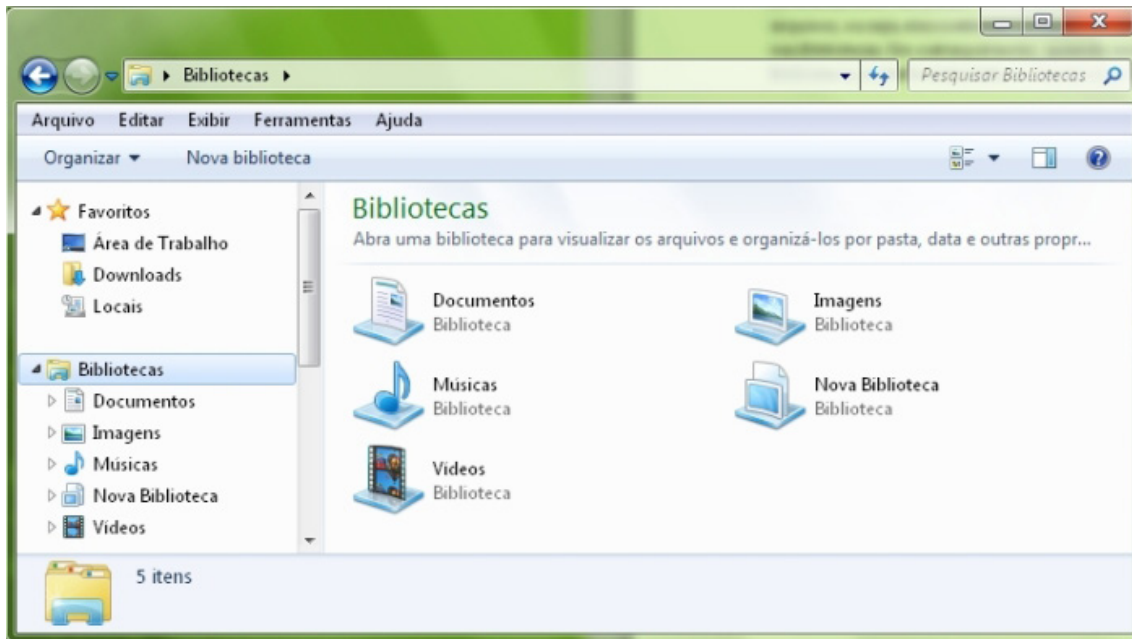 Bibliotecas
Pesquisar Bibliotecas
Arquivo Editar Exibir Ferramentas Ajuda
Organizar Nova biblioteca
Favoritos
Área de Trabalho
Downloads
Locais
Bibliotecas
Documentos
Imagens
Músicas
Nova Biblioteca
Vídeos
Bibliotecas
Abra uma biblioteca para visualizar os arquivos e organizá-los por pasta, data e outras propr...
Documentos
Biblioteca
Imagens
Biblioteca
Músicas
Biblioteca
Nova Biblioteca
Biblioteca
Vídeos
Biblioteca
5 itens